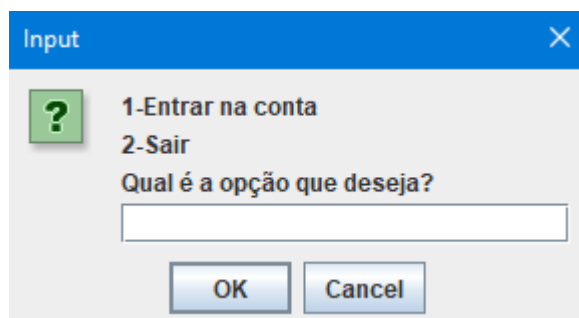 Input
1-Entrar na conta
2-Sair
Qual é a opção que deseja?
OK Cancel